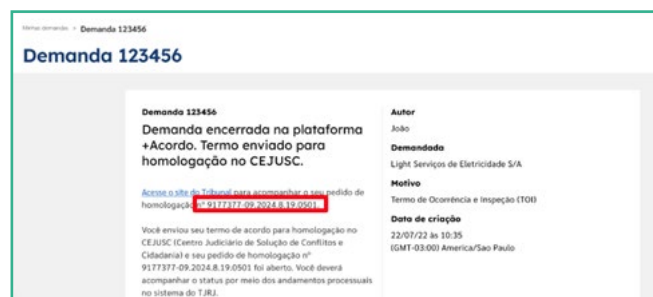 Minhas demandas > Demanda 123456
Demanda 123456
Demanda 123456
Demanda encerrada na plataforma
+Acordo. Termo enviado para
homologação no CEJUSC.
Acesse o site do Tribunal para acompanhar o seu pedido de
homologação nº 9177377-09.2024.8.19.0501.
Você enviou seu termo de acordo para homologação no
CEJUSC (Centro Judiciário de Solução de Conflitos e
Cidadania) e seu pedido de homologação nº
9177377-09.2024.8.19.0501 foi aberto. Você deverá
acompanhar o status por meio dos andamentos processuais
no sistema do TJRJ.
Autor
João
Demandada
Light Serviços de Eletricidade S/A
Motivo
Termo de Ocorrência e Inspeção (TOI)
Data de criação
22/07/22 às 10:35
(GMT-03:00) America/Sao Paulo